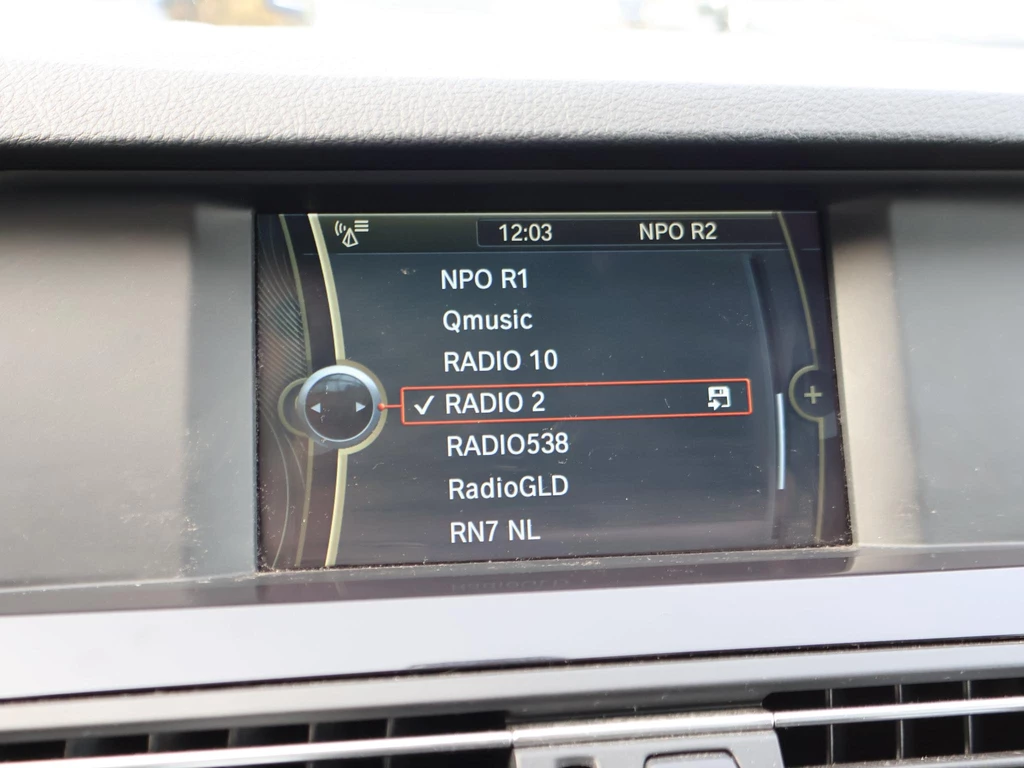 12:03 NPO R2
NPO R1
Qmusic
RADIO 10
RADIO 2
RADIO538
RadioGLD
RN7 NL